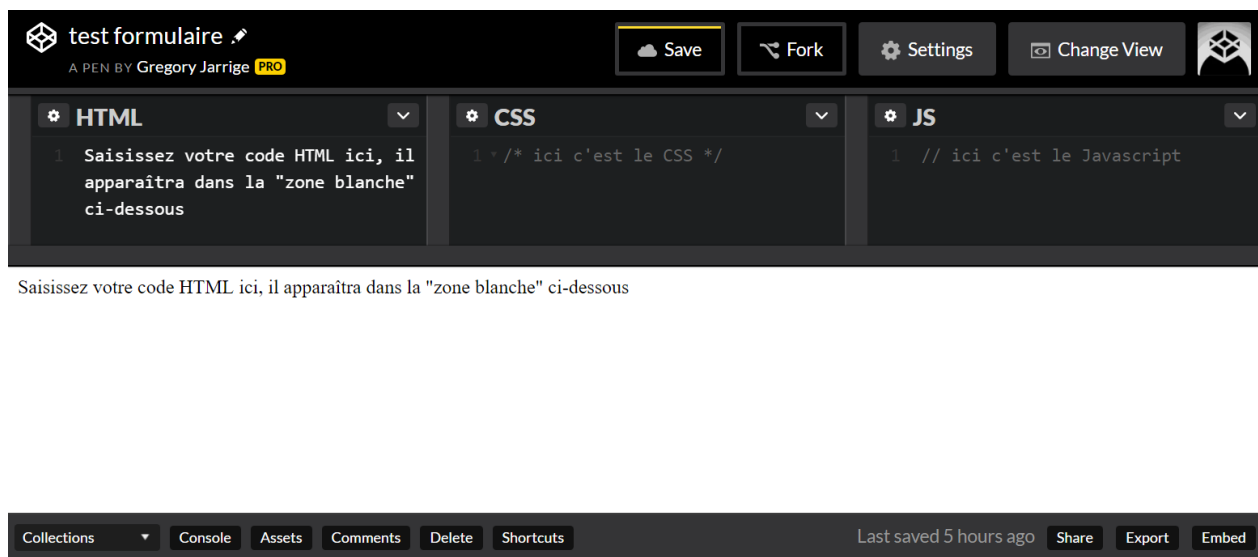 test formulaire
A PEN BY Gregory Jarrige PRO
Save
Fork
Settings
Change View
HTML
CSS
JS
1 Saisissez votre code HTML ici, il
apparaîtra dans la "zone blanche"
ci-dessous
1 /* ici c'est le CSS */
1 // ici c'est le Javascript
Saisissez votre code HTML ici, il apparaîtra dans la "zone blanche" ci-dessous
Collections
Console
Assets
Comments
Delete
Shortcuts
Last saved 5 hours ago
Share
Export
Embed